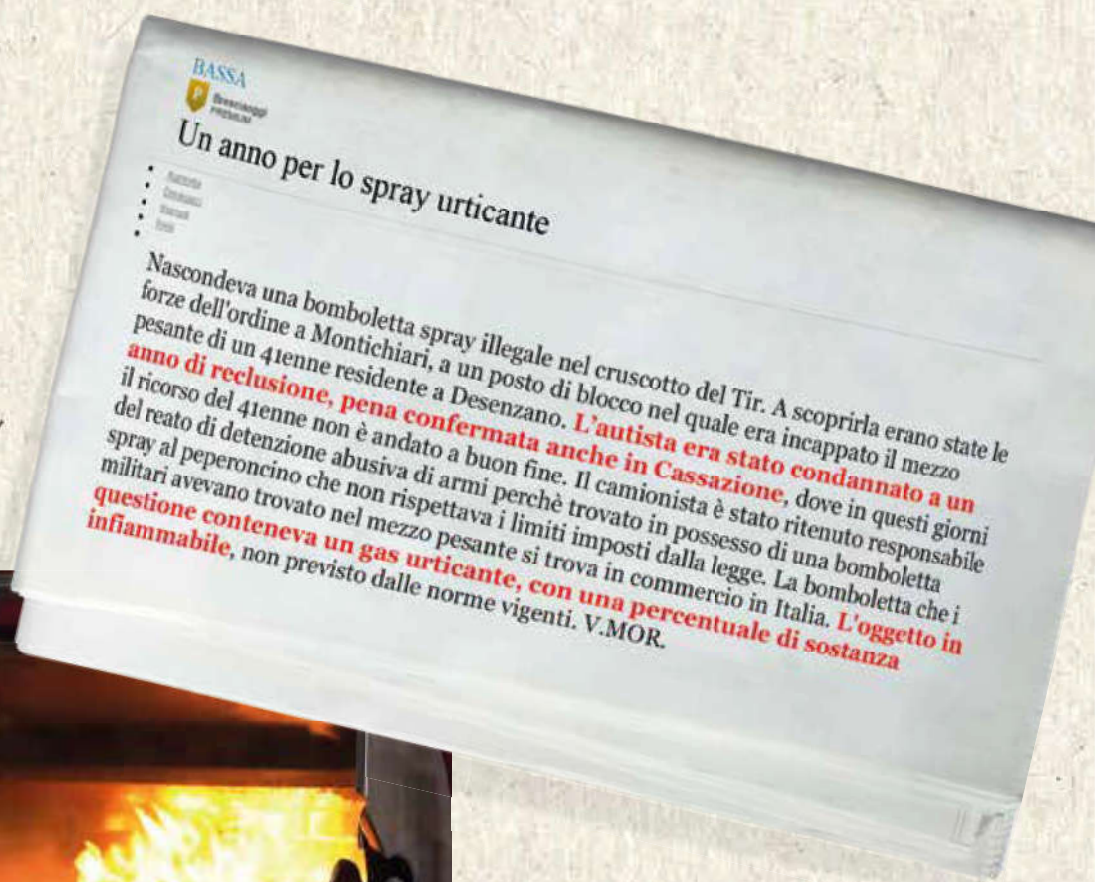 BASSA
P
Bresciaoggi
PREMIUM
Un anno per lo spray urticante
Nascondeva una bomboletta spray illegale nel cruscotto del Tir. A scoprirla erano state le
forze dell'ordine a Montichiari, a un posto di blocco nel quale era incappato il mezzo
pesante di un 41enne residente a Desenzano. L'autista era stato condannato a un
anno di reclusione, pena confermata anche in Cassazione, dove in questi giorni
il ricorso del 41enne non è andato a buon fine. Il camionista è stato ritenuto responsabile
del reato di detenzione abusiva di armi perchè trovato in possesso di una bomboletta
spray al peperoncino che non rispettava i limiti imposti dalla legge. La bomboletta che i
militari avevano trovato nel mezzo pesante si trova in commercio in Italia. L'oggetto in
questione conteneva un gas urticante, con una percentuale di sostanza
infiammabile, non previsto dalle norme vigenti. V.MOR.